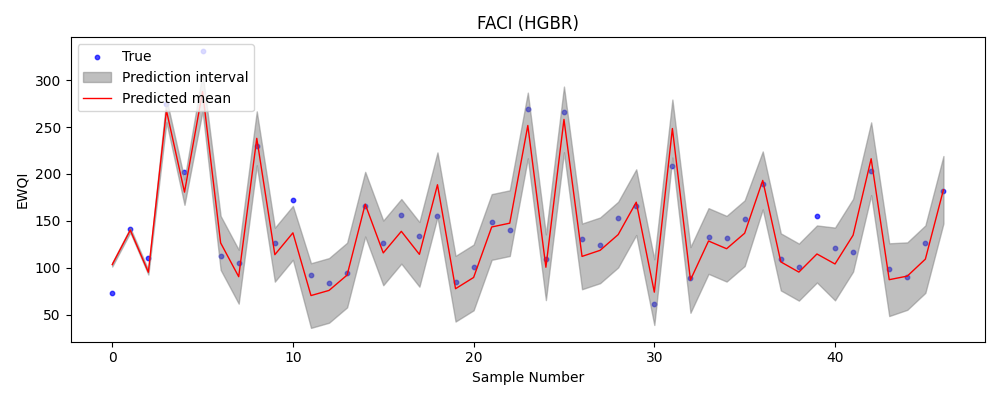 FACI (HGBR)
True
Prediction interval
Predicted mean
EWQI
300
250
200
150
100
50
0
10
20
30
40
Sample Number